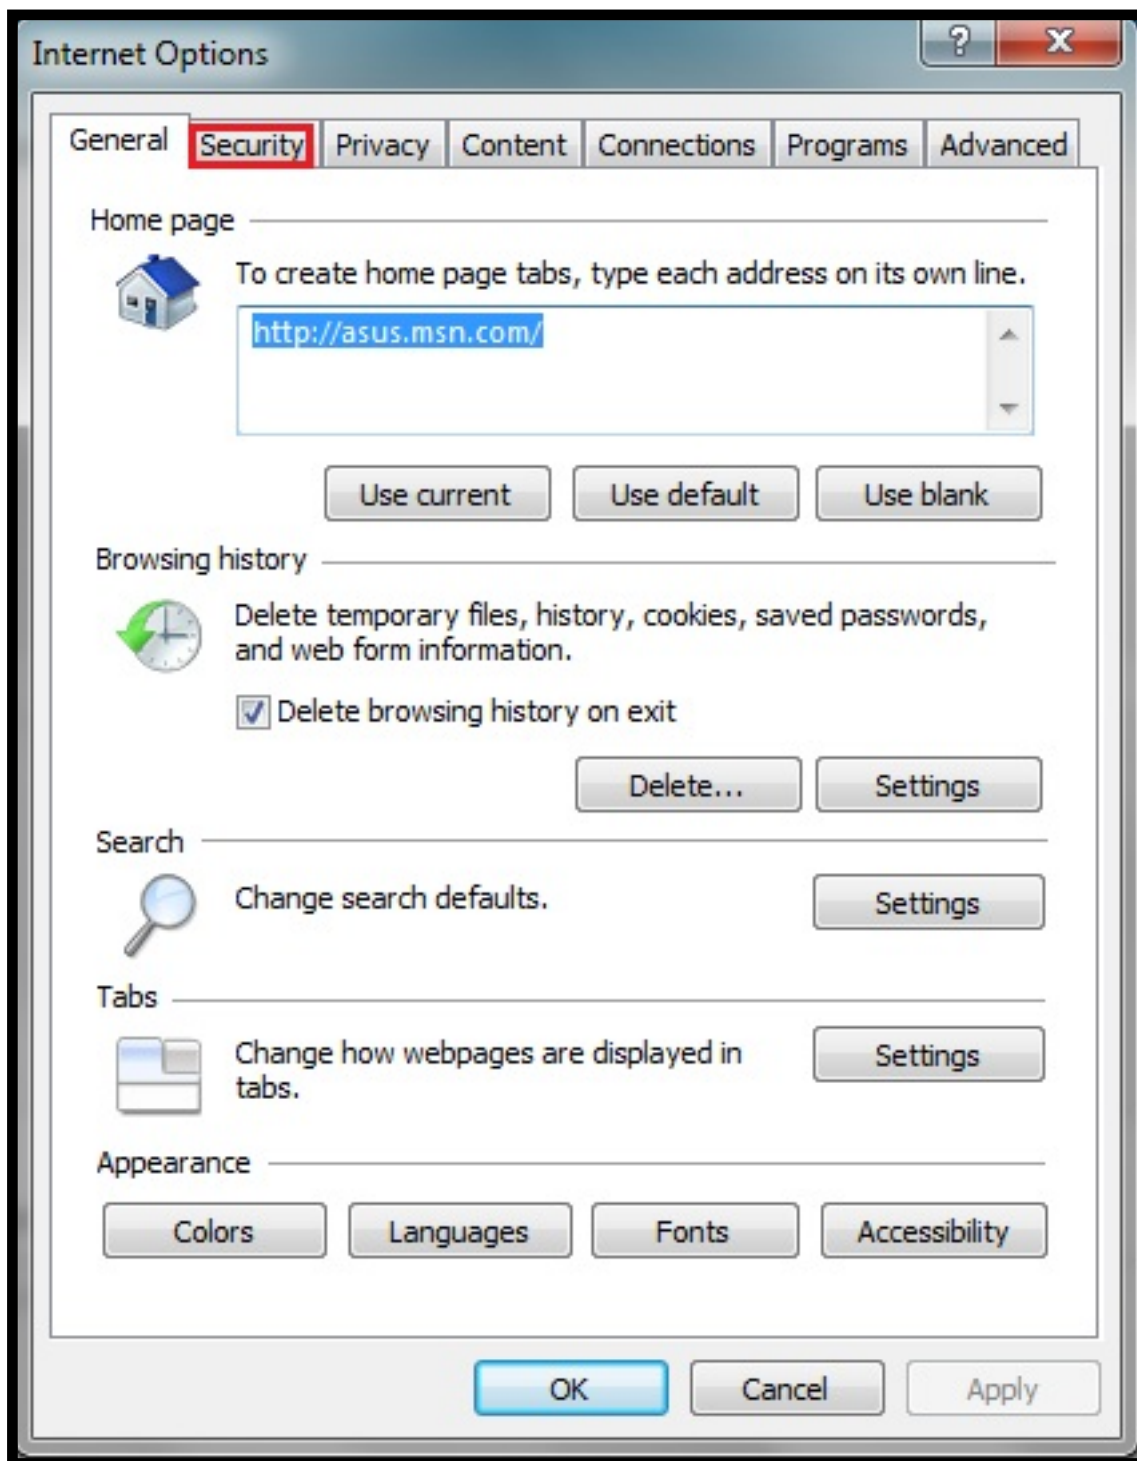 Internet Options
?
General Security Privacy Content Connections Programs Advanced
Home page
To create home page tabs, type each address on its own line.
http://asus.msn.com/
Use current Use default Use blank
Browsing history
Delete temporary files, history, cookies, saved passwords,
and web form information.
Delete browsing history on exit
Delete... Settings
Search
Change search defaults. Settings
Tabs
Change how webpages are displayed in
tabs.
Settings
Appearance
Colors Languages Fonts Accessibility
OK Cancel Apply